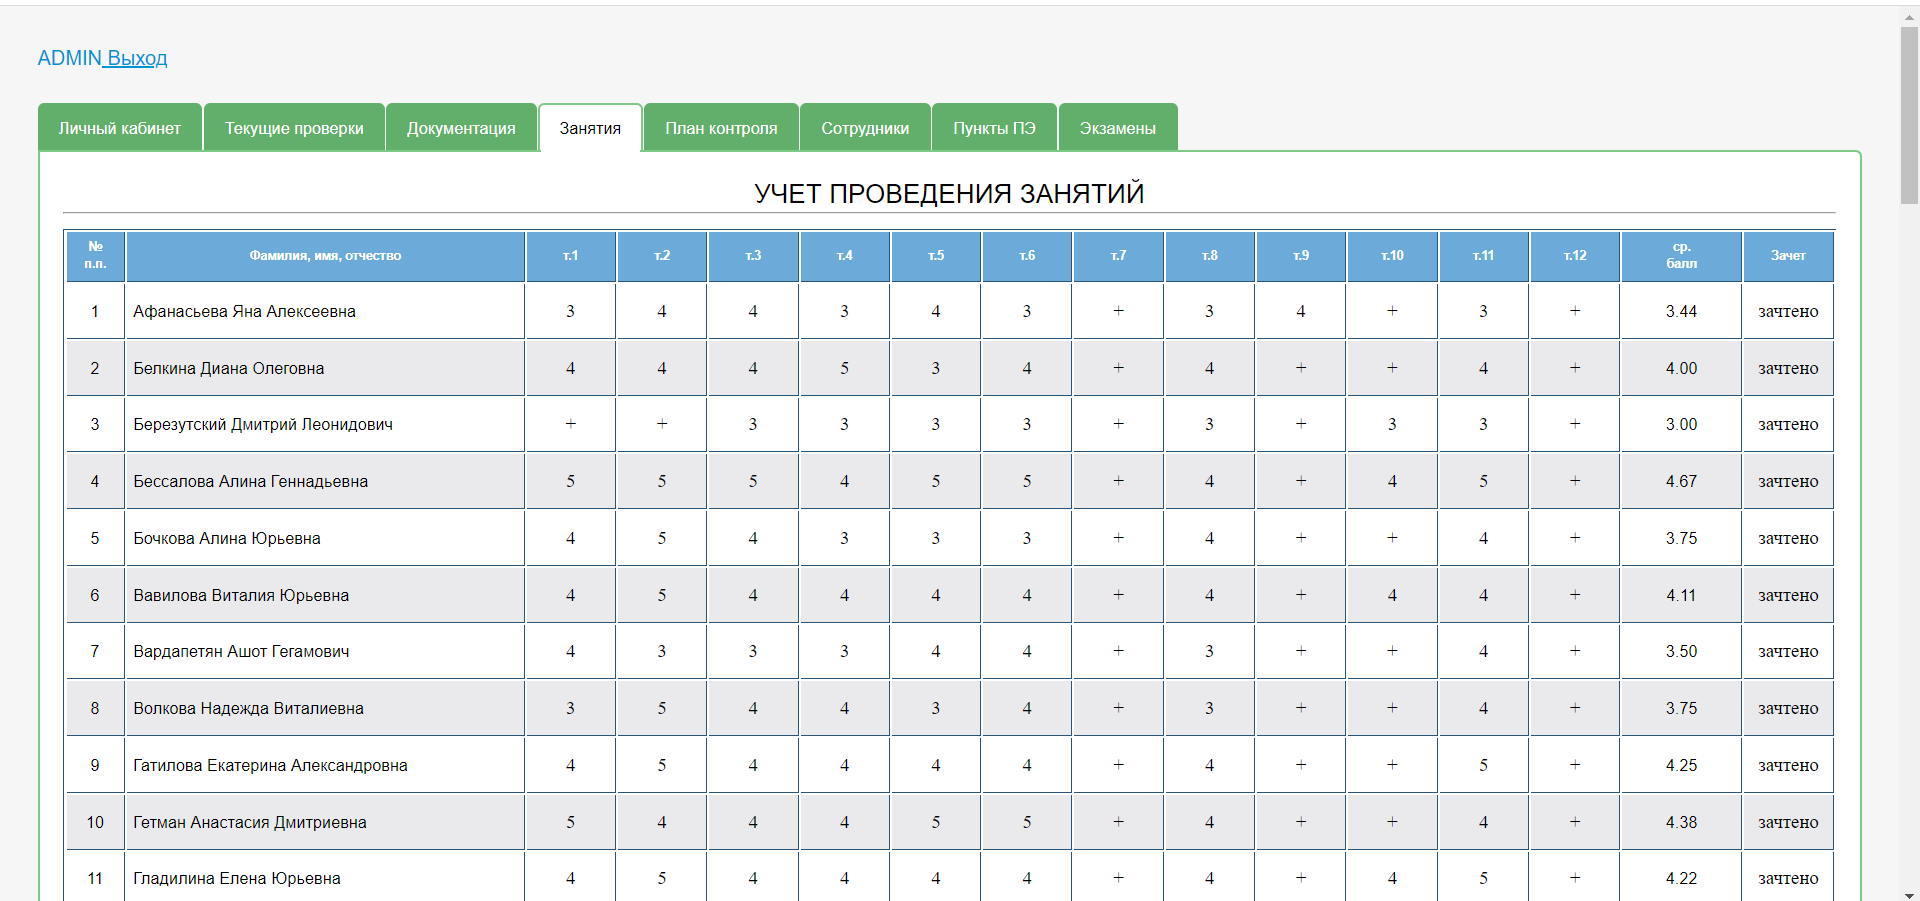 ADMIN Выход
Личный кабинет Текущие проверки Документация Занятия План контроля Сотрудники Пункты ПЭ Экзамены
УЧЕТ ПРОВЕДЕНИЯ ЗАНЯТИЙ
№ п.п. Фамилия, имя, отчество т.1 т.2 т.3 т.4 т.5 т.6 т.7 т.8 т.9 т.10 т.11 т.12 ср. балл Зачет
1 Афанасьева Яна Алексеевна 3 4 4 3 4 3 + 3 4 + 3 + 3.44 зачтено
2 Белкина Диана Олеговна 4 4 4 5 3 4 + 4 + + 4 + 4.00 зачтено
3 Березутский Дмитрий Леонидович + + 3 3 3 3 + 3 + 3 3 + 3.00 зачтено
4 Бессалова Алина Геннадьевна 5 5 5 4 5 5 + 4 + 4 5 + 4.67 зачтено
5 Бочкова Алина Юрьевна 4 5 4 3 3 3 + 4 + + 4 + 3.75 зачтено
6 Вавилова Виталия Юрьевна 4 5 4 4 4 4 + 4 + 4 4 + 4.11 зачтено
7 Вардапетян Ашот Гегамович 4 3 3 3 4 4 + 3 + + 4 + 3.50 зачтено
8 Волкова Надежда Виталиевна 3 5 4 4 3 4 + 3 + + 4 + 3.75 зачтено
9 Гатилова Екатерина Александровна 4 5 4 4 4 4 + 4 + + 5 + 4.25 зачтено
10 Гетман Анастасия Дмитриевна 5 4 4 4 5 5 + 4 + + 4 + 4.38 зачтено
11 Гладилина Елена Юрьевна 4 5 4 4 4 4 + 4 + 4 5 + 4.22 зачтено